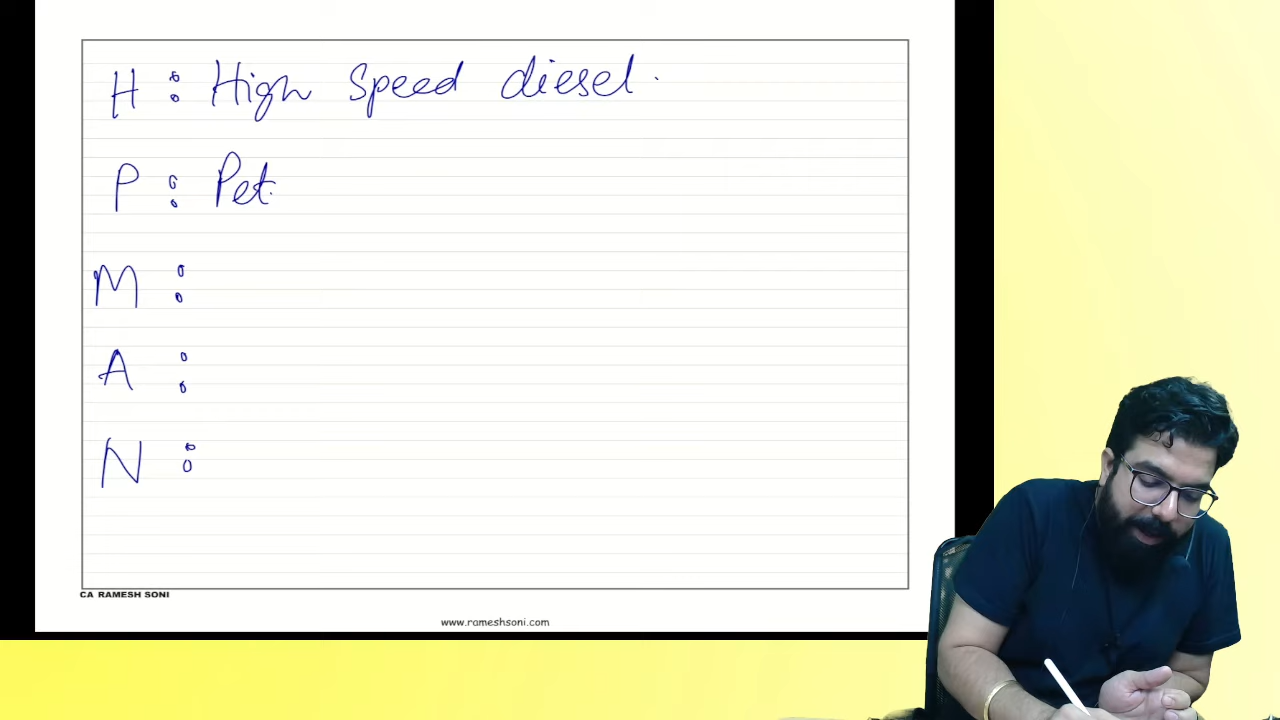 H : High Speed diesel.
P : Pet
M :
A :
N :
CA RAMESH SONI
www.rameshsoni.com